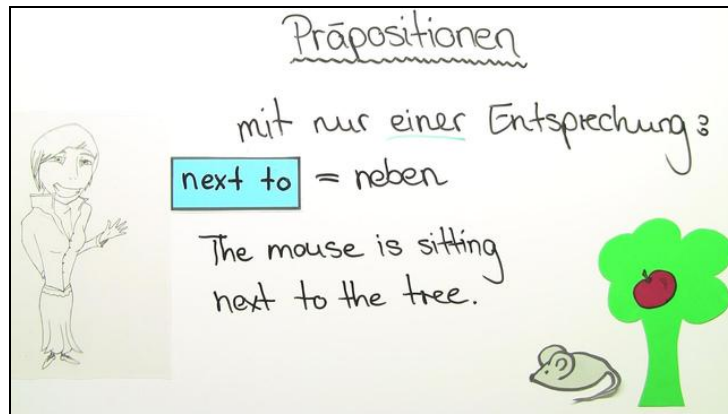 Präpositionen
mit nur einer Entsprechung:
next to = neben
The mouse is sitting
next to the tree.